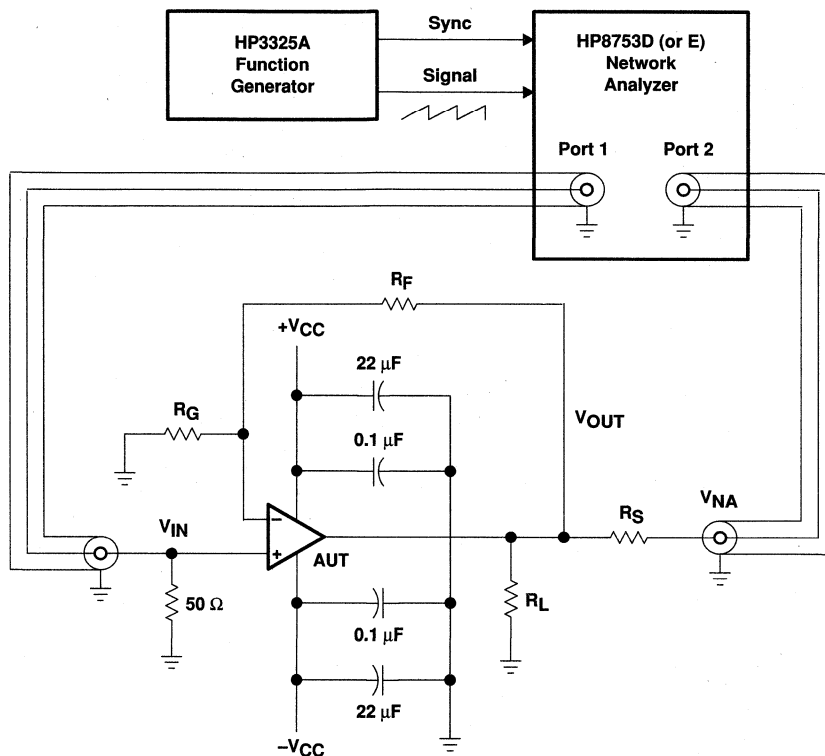 HP3325A
Function
Generator
Sync
Signal
HP8753D (or E)
Network
Analyzer
Port 1
Port 2
RF
+VCC
22 μF
RG
0.1 μF
VOUT
VIN
RS
VNA
−
+
AUT
50 Ω
0.1 μF
RL
22 μF
−VCC